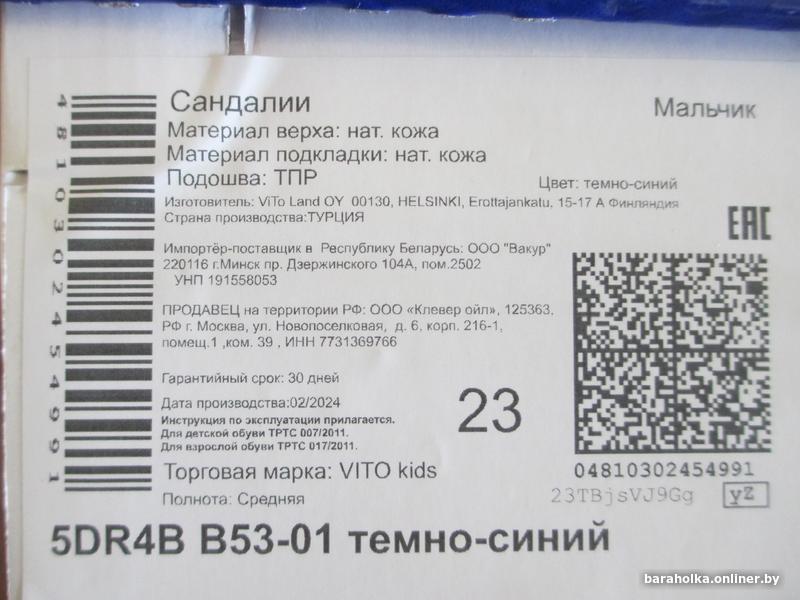 Сандалии
Мальчик
Материал верха: нат. кожа
Материал подкладки: нат. кожа
Подошва: ТПР
Цвет: темно-синий
Изготовитель: ViTo Land OY 00130, HELSINKI, Erottajankatu, 15-17 А Финляндия
Страна производства:ТУРЦИЯ
ЕАС
Импортёр-поставщик в Республику Беларусь: ООО "Вакур"
220116 г.Минск пр. Дзержинского 104А, пом.2502
УНП 191558053
ПРОДАВЕЦ на территории РФ: ООО «Клевер ойл», 125363,
РФ г. Москва, ул. Новопоселковая, д. 6, корп. 216-1,
помещ.1 ,ком. 39 , ИНН 7731369766
Гарантийный срок: 30 дней
Дата производства:02/2024
23
Инструкция по эксплуатации прилагается.
Для детской обуви ТРТС 007/2011.
Для взрослой обуви ТРТС 017/2011.
Торговая марка: VITO kids
Полнота: Средняя
04810302454991
23TBjsVJ9Gg yz
5DR4B B53-01 темно-синий
4810302454991
baraholka.onliner.by